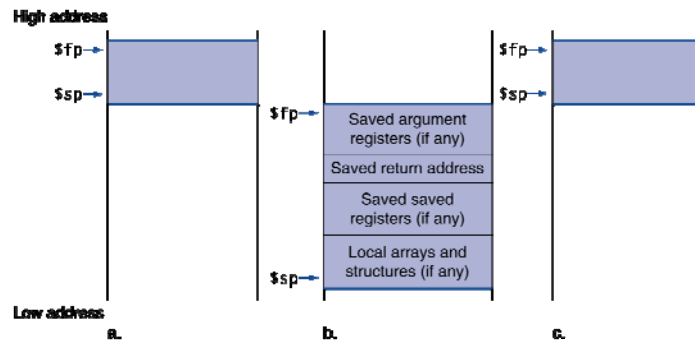 High address
$fp
$sp
$fp
Saved argument
registers (if any)
Saved return address
Saved saved
registers (if any)
Local arrays and
structures (if any)
$sp
$fp
$sp
Low address
a.
b.
c.